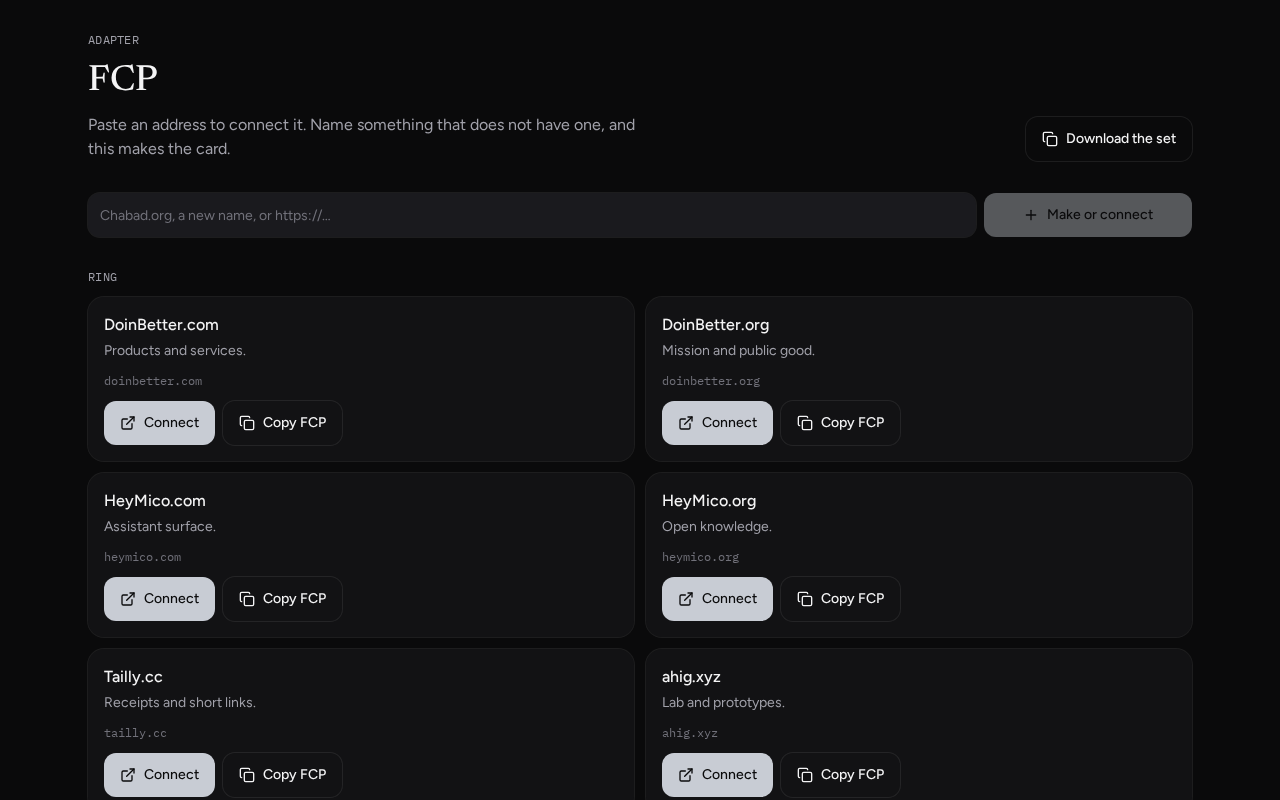 ADAPTER
FCP
Paste an address to connect it. Name something that does not have one, and
this makes the card.
Download the set
Chabad.org, a new name, or https://...
Make or connect
RING
DoinBetter.com
Products and services.
doinbetter.com
Connect
Copy FCP
DoinBetter.org
Mission and public good.
doinbetter.org
Connect
Copy FCP
HeyMico.com
Assistant surface.
heymico.com
Connect
Copy FCP
HeyMico.org
Open knowledge.
heymico.org
Connect
Copy FCP
Tailly.cc
Receipts and short links.
tailly.cc
Connect
Copy FCP
ahig.xyz
Lab and prototypes.
ahig.xyz
Connect
Copy FCP